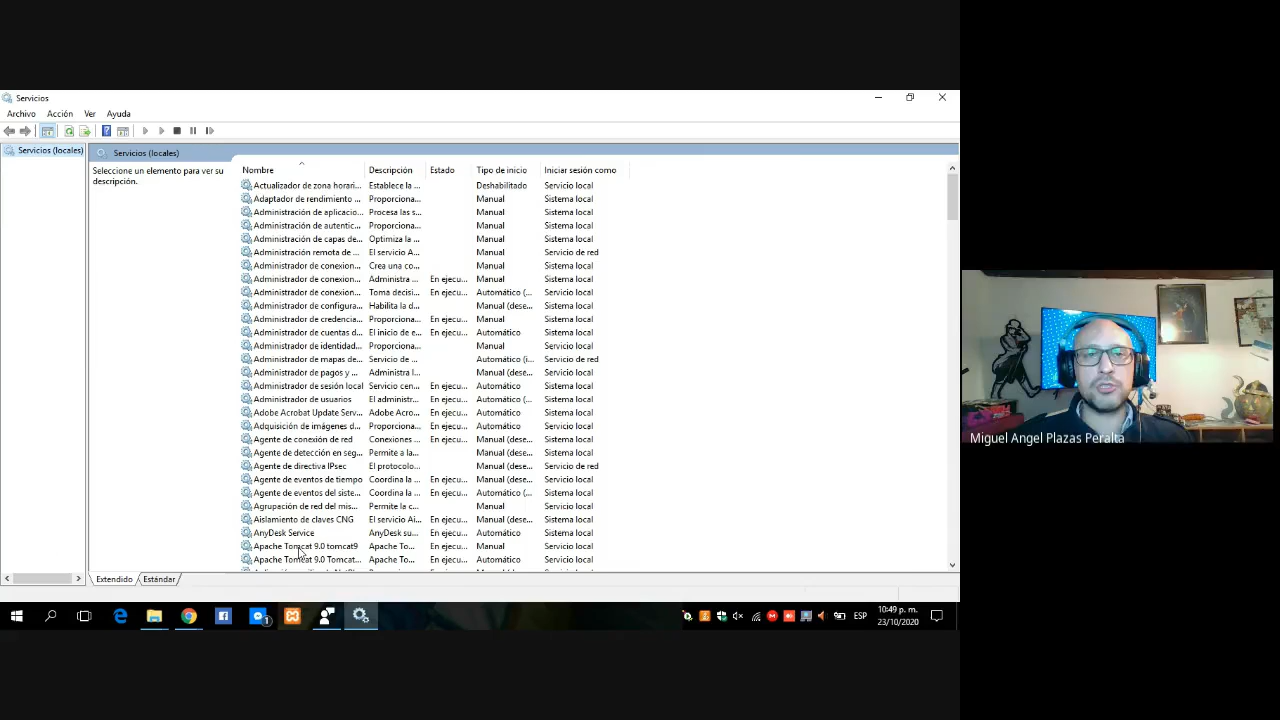 Servicios
Archivo Acción Ver Ayuda
Servicios (locales)
Servicios (locales)
Seleccione un elemento para ver su
descripción.
Nombre Descripción Estado Tipo de inicio Iniciar sesión como
Actualizador de zona horari... Establece la ... Deshabilitado Servicio local
Adaptador de rendimiento ... Proporciona... Manual Sistema local
Administración de aplicacio... Procesa las s... Manual Sistema local
Administración de autentic... Proporciona... Manual Sistema local
Administrador de capas de... Optimiza la ... Manual Sistema local
Administración remota de ... El servicio A... Manual Servicio de red
Administrador de conexion... Crea una co... Manual Sistema local
Administrador de conexion... Administra ... En ejecu... Manual Sistema local
Administrador de conexion... Toma decisi... En ejecu... Automático (... Servicio local
Administrador de configura... Habilita la d... Manual (dese... Sistema local
Administrador de credencia... Proporciona... En ejecu... Manual Sistema local
Administrador de cuentas d... El inicio de e... En ejecu... Automático Sistema local
Administrador de identidad... Proporciona... Manual Servicio local
Administrador de mapas de... Servicio de ... Automático (i... Servicio de red
Administrador de pagos y ... Administra l... Manual (dese... Servicio local
Administrador de sesión local Servicio cen... En ejecu... Automático Sistema local
Administrador de usuarios El administr... En ejecu... Automático (... Sistema local
Adobe Acrobat Update Serv... Adobe Acro... En ejecu... Automático Sistema local
Adquisición de imágenes d... Proporciona... En ejecu... Automático Servicio local
Agente de conexión de red Conexiones ... En ejecu... Manual (dese... Sistema local
Agente de detección en seg... Permite a la... Manual (dese... Servicio local
Agente de directiva IPsec El protocolo... Manual (dese... Servicio de red
Agente de eventos de tiempo Coordina la ... En ejecu... Manual (dese... Servicio local
Agente de eventos del siste... Coordina la ... En ejecu... Automático (... Sistema local
Agrupación de red del mis... Permite la c... Manual Servicio local
Aislamiento de claves CNG El servicio Ai... En ejecu... Manual (dese... Sistema local
AnyDesk Service AnyDesk su... En ejecu... Automático Sistema local
Apache Tomcat 9.0 tomcat9 Apache To... En ejecu... Manual Servicio local
Apache Tomcat 9.0 Tomcat... Apache To... En ejecu... Automático Servicio local
Extendido Estándar
ESP
10:49 p. m.
23/10/2020
Miguel Angel Plazas Peralta